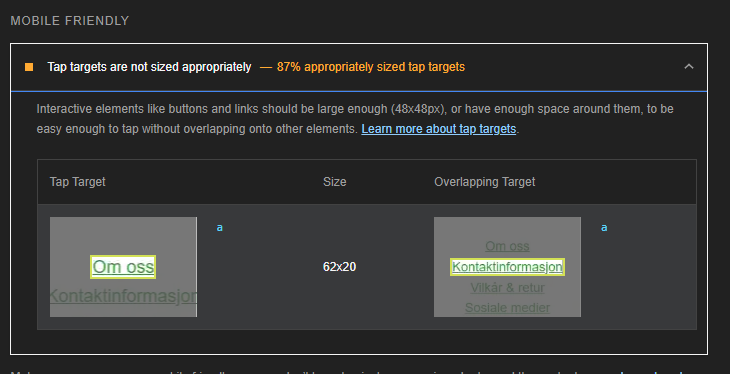 MOBILE FRIENDLY
Tap targets are not sized appropriately — 87% appropriately sized tap targets
Interactive elements like buttons and links should be large enough (48x48px), or have enough space around them, to be
easy enough to tap without overlapping onto other elements. Learn more about tap targets.
Tap Target Size Overlapping Target
a a
Om oss
Kontaktinformasjon
62x20
Om oss
Kontaktinformasjon
Vilkår & retur
Sosiale medier